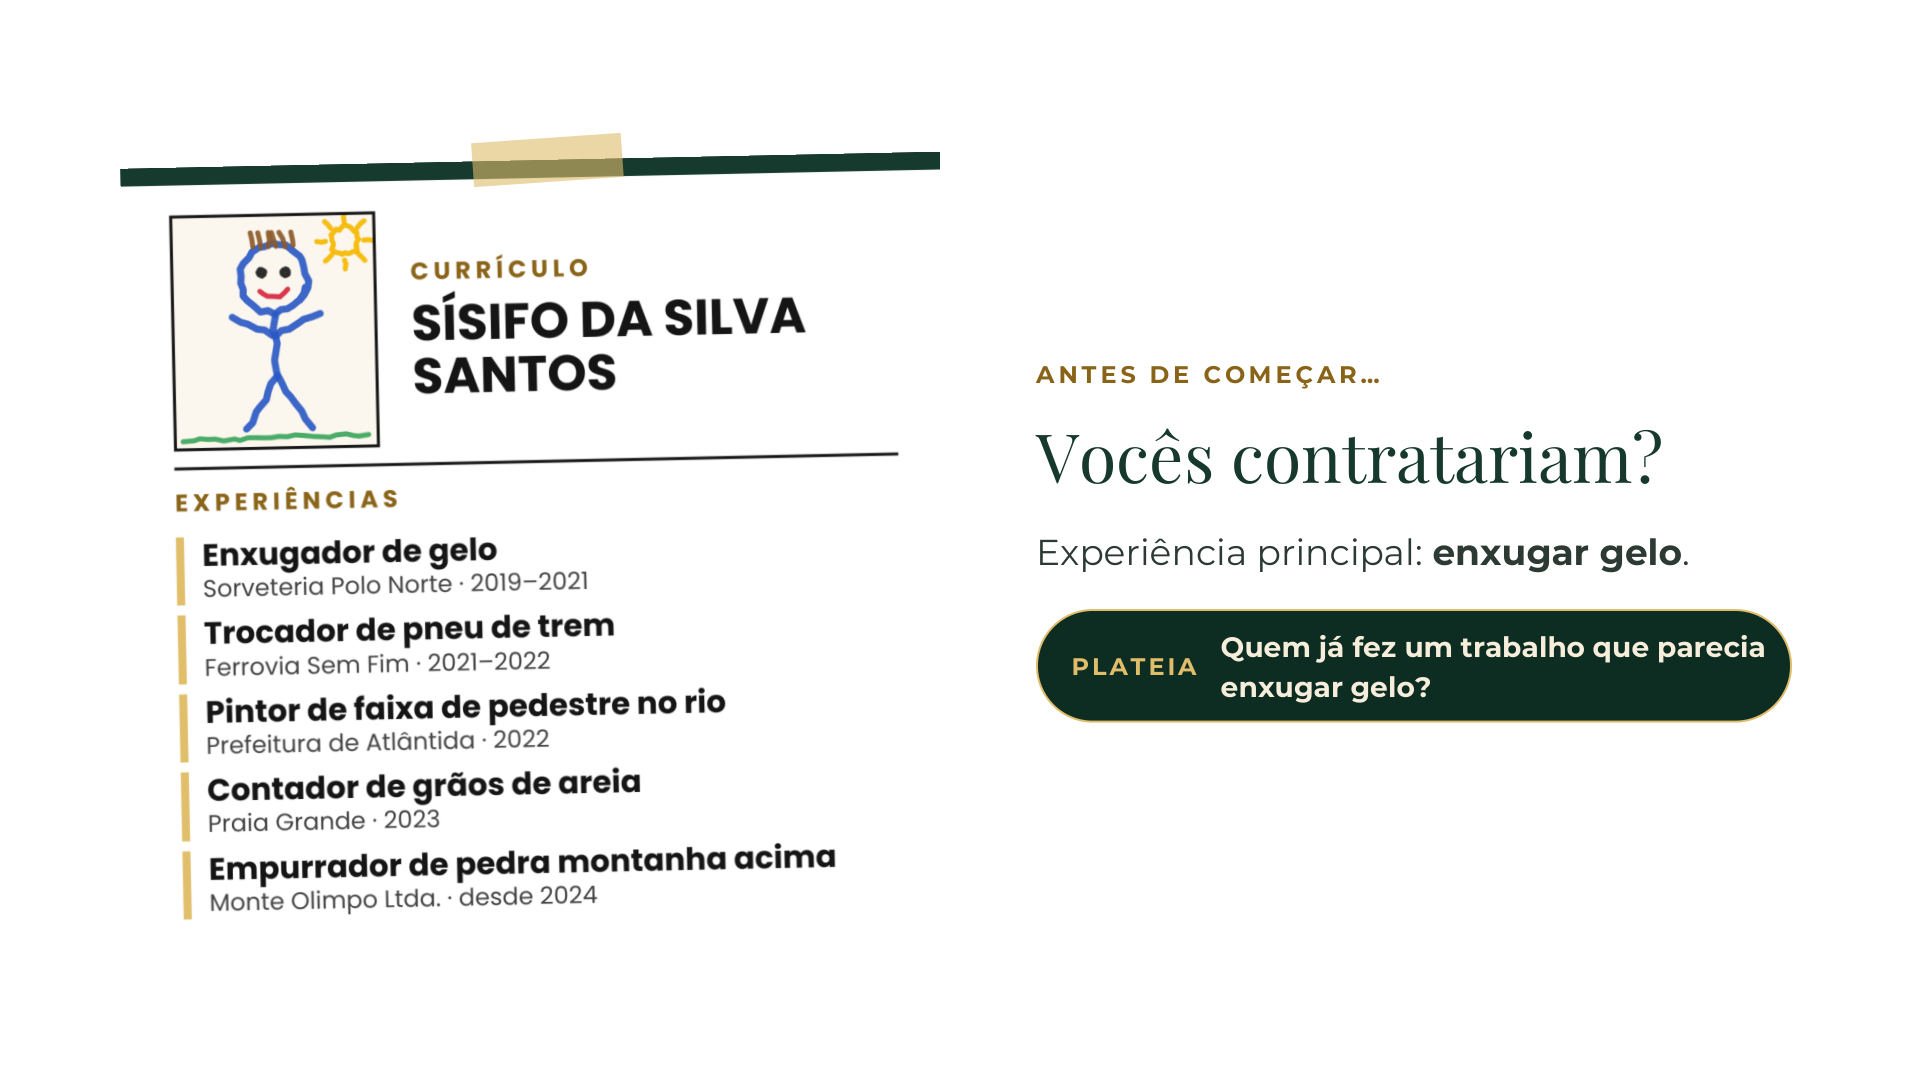 CURRÍCULO
SÍSIFO DA SILVA
SANTOS
EXPERIÊNCIAS
Enxugador de gelo
Sorveteria Polo Norte · 2019–2021
Trocador de pneu de trem
Ferrovia Sem Fim · 2021–2022
Pintor de faixa de pedestre no rio
Prefeitura de Atlântida · 2022
Contador de grãos de areia
Praia Grande · 2023
Empurrador de pedra montanha acima
Monte Olimpo Ltda. · desde 2024
ANTES DE COMEÇAR…
Vocês contratariam?
Experiência principal: enxugar gelo.
PLATEIA
Quem já fez um trabalho que parecia
enxugar gelo?